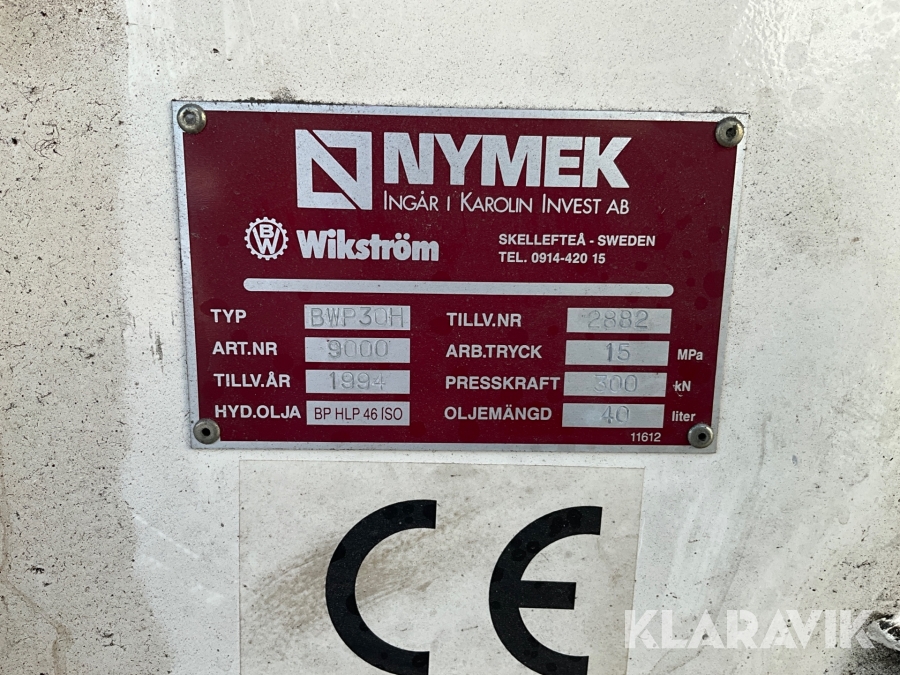 NYMEK
INGÅR I KAROLIN INVEST AB
BW Wikström
SKELLEFTEÅ - SWEDEN
TEL. 0914-420 15
TYP BWP30H
TILLV.NR 2882
ART.NR 9000
ARB.TRYCK 15 MPa
TILLV.ÅR 1994
PRESSKRAFT 300 kN
HYD.OLJA BP HLP 46 ISO
OLJEMÄNGD 40 liter
11612
CE
KLARAVIK